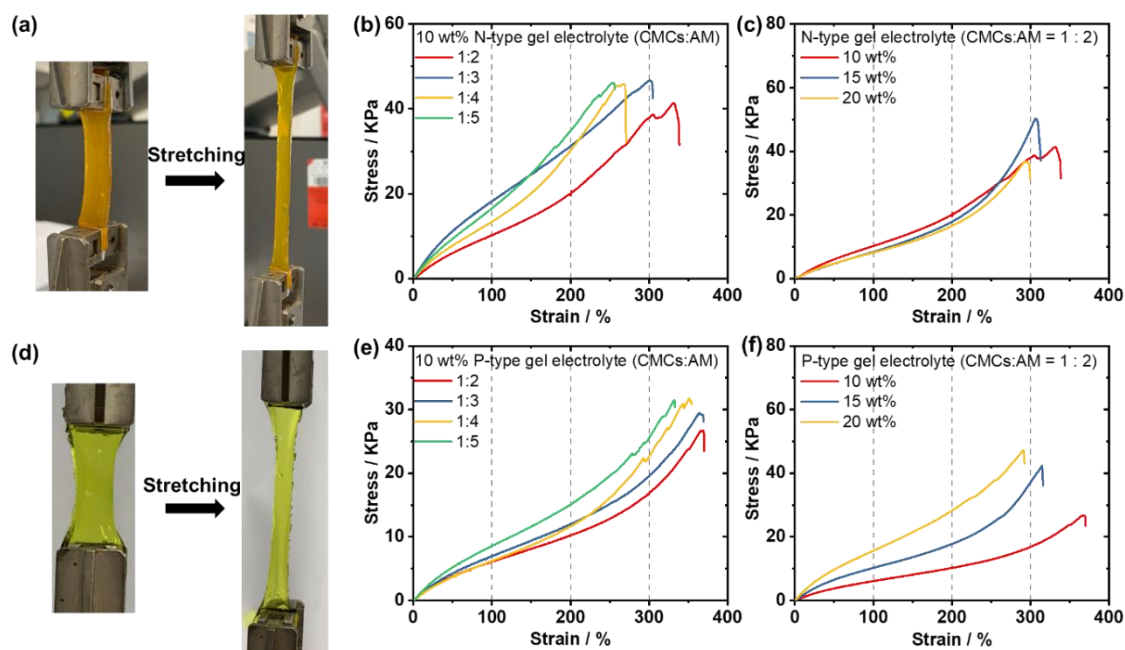 (a)
Stretching
(b)
10 wt% N-type gel electrolyte (CMCs:AM)
1:2
1:3
1:4
1:5
Stress / KPa
60
40
20
0
0 100 200 300 400
Strain / %
(c)
N-type gel electrolyte (CMCs:AM = 1 : 2)
10 wt%
15 wt%
20 wt%
Stress / KPa
80
60
40
20
0
0 100 200 300 400
Strain / %
(d)
Stretching
(e)
10 wt% P-type gel electrolyte (CMCs:AM)
1:2
1:3
1:4
1:5
Stress / KPa
40
30
20
10
0
0 100 200 300 400
Strain / %
(f)
P-type gel electrolyte (CMCs:AM = 1 : 2)
10 wt%
15 wt%
20 wt%
Stress / KPa
80
60
40
20
0
0 100 200 300 400
Strain / %